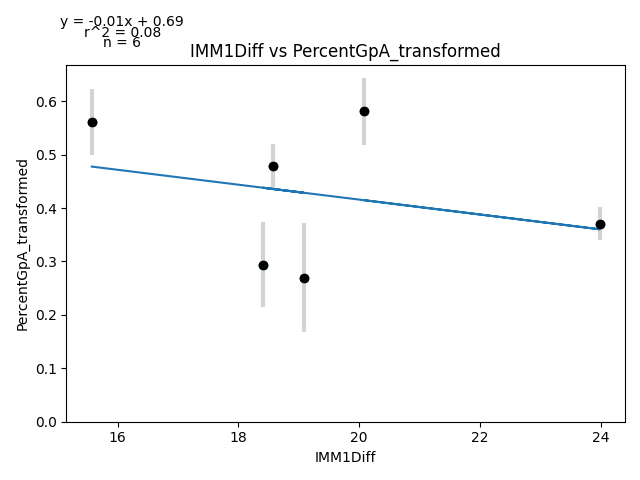 y = -0.01x + 0.69
r^2 = 0.08
n = 6
IMM1Diff vs PercentGpA_transformed
PercentGpA_transformed
0.6
0.5
0.4
0.3
0.2
0.1
0.0
16
18
20
22
24
IMM1Diff